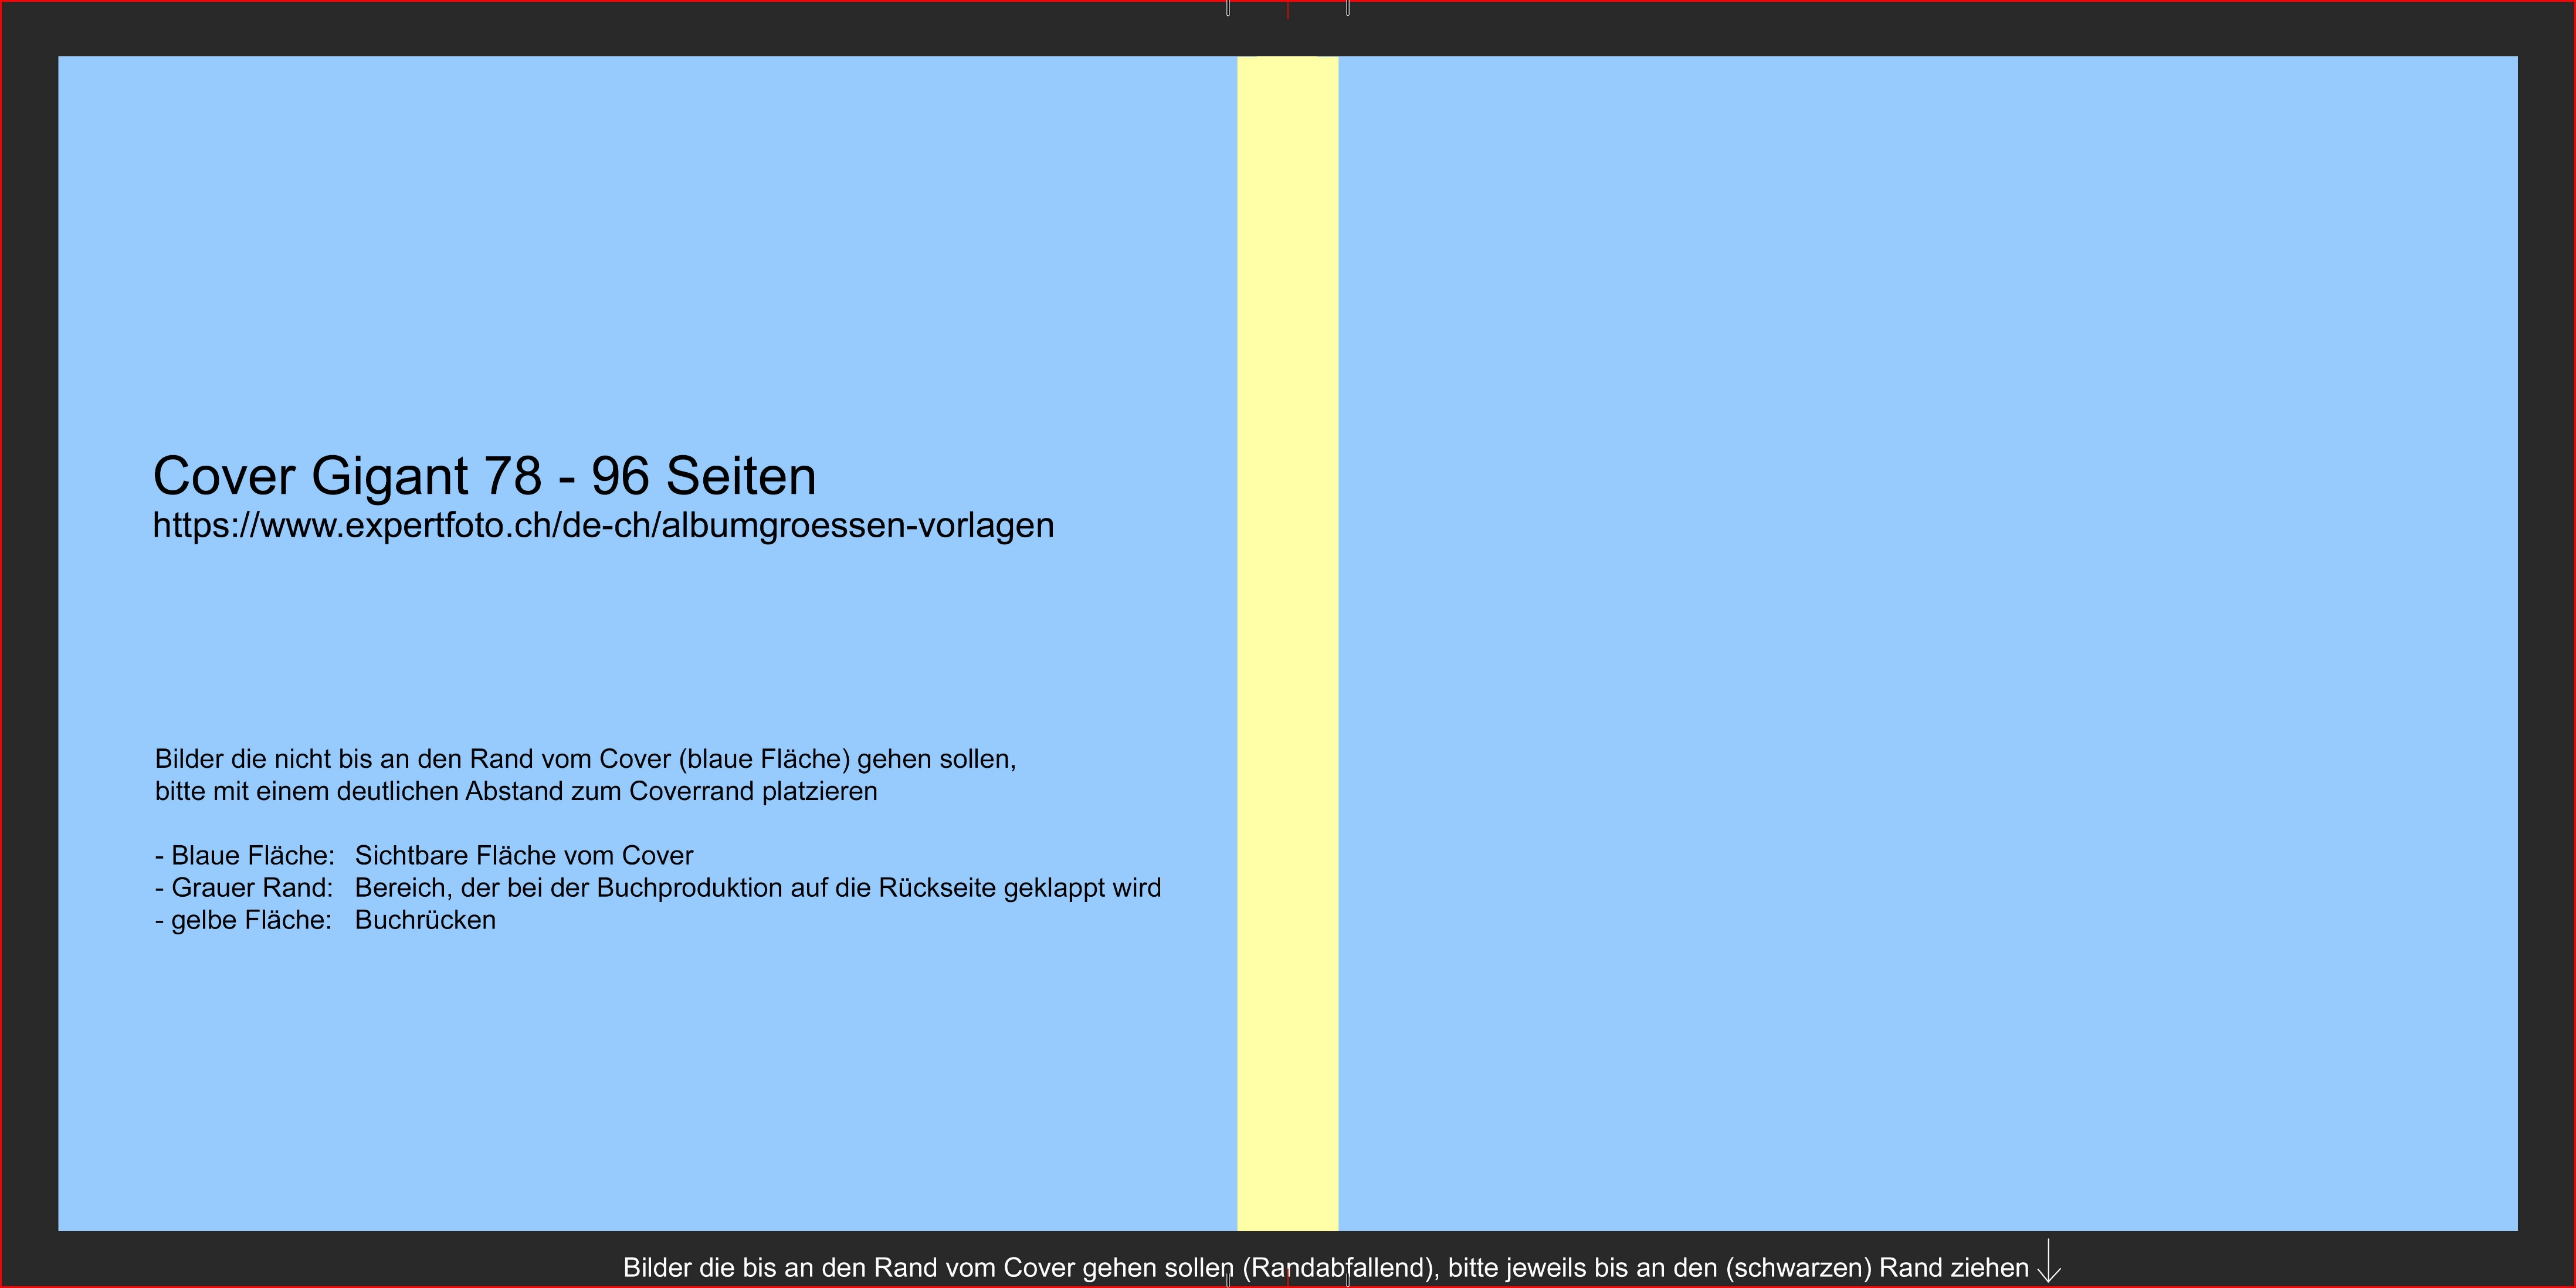 Cover Gigant 78 - 96 Seiten
https://www.expertfoto.ch/de-ch/albumgroessen-vorlagen
Bilder die nicht bis an den Rand vom Cover (blaue Fläche) gehen sollen,
bitte mit einem deutlichen Abstand zum Coverrand platzieren
- Blaue Fläche: Sichtbare Fläche vom Cover
- Grauer Rand: Bereich, der bei der Buchproduktion auf die Rückseite geklappt wird
- gelbe Fläche: Buchrücken
Bilder die bis an den Rand vom Cover gehen sollen (Randabfallend), bitte jeweils bis an den (schwarzen) Rand ziehen